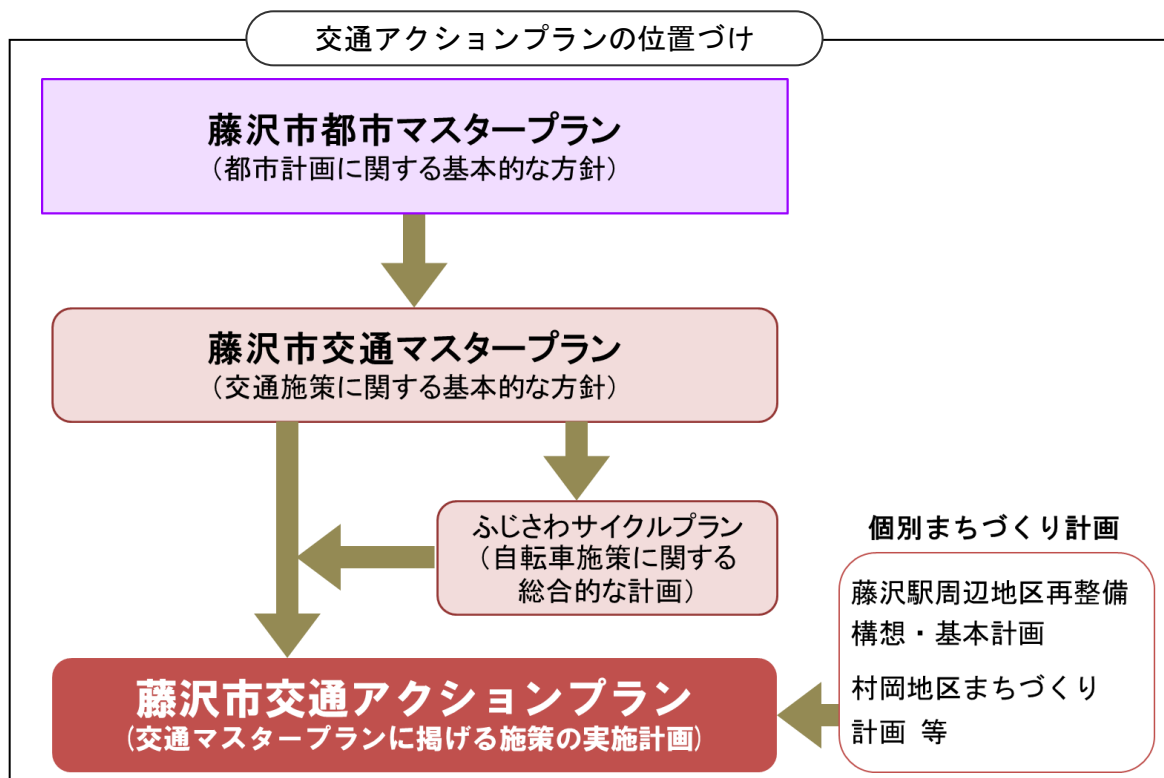 交通アクションプランの位置づけ
藤沢市都市マスタープラン
(都市計画に関する基本的な方針)
藤沢市交通マスタープラン
(交通施策に関する基本的な方針)
ふじさわサイクルプラン
(自転車施策に関する
総合的な計画)
個別まちづくり計画
藤沢駅周辺地区再整備
構想・基本計画
村岡地区まちづくり
計画 等
藤沢市交通アクションプラン
(交通マスタープランに掲げる施策の実施計画)